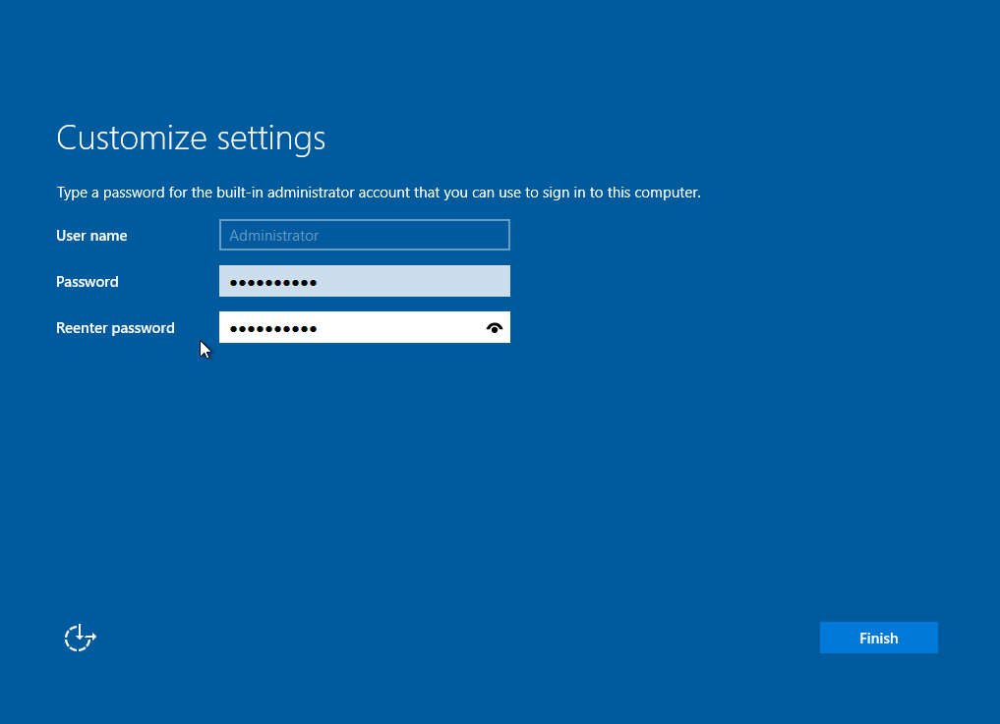 Customize settings
Type a password for the built-in administrator account that you can use to sign in to this computer.
User name Administrator
Password ●●●●●●●●●●
Reenter password ●●●●●●●●●●
Finish